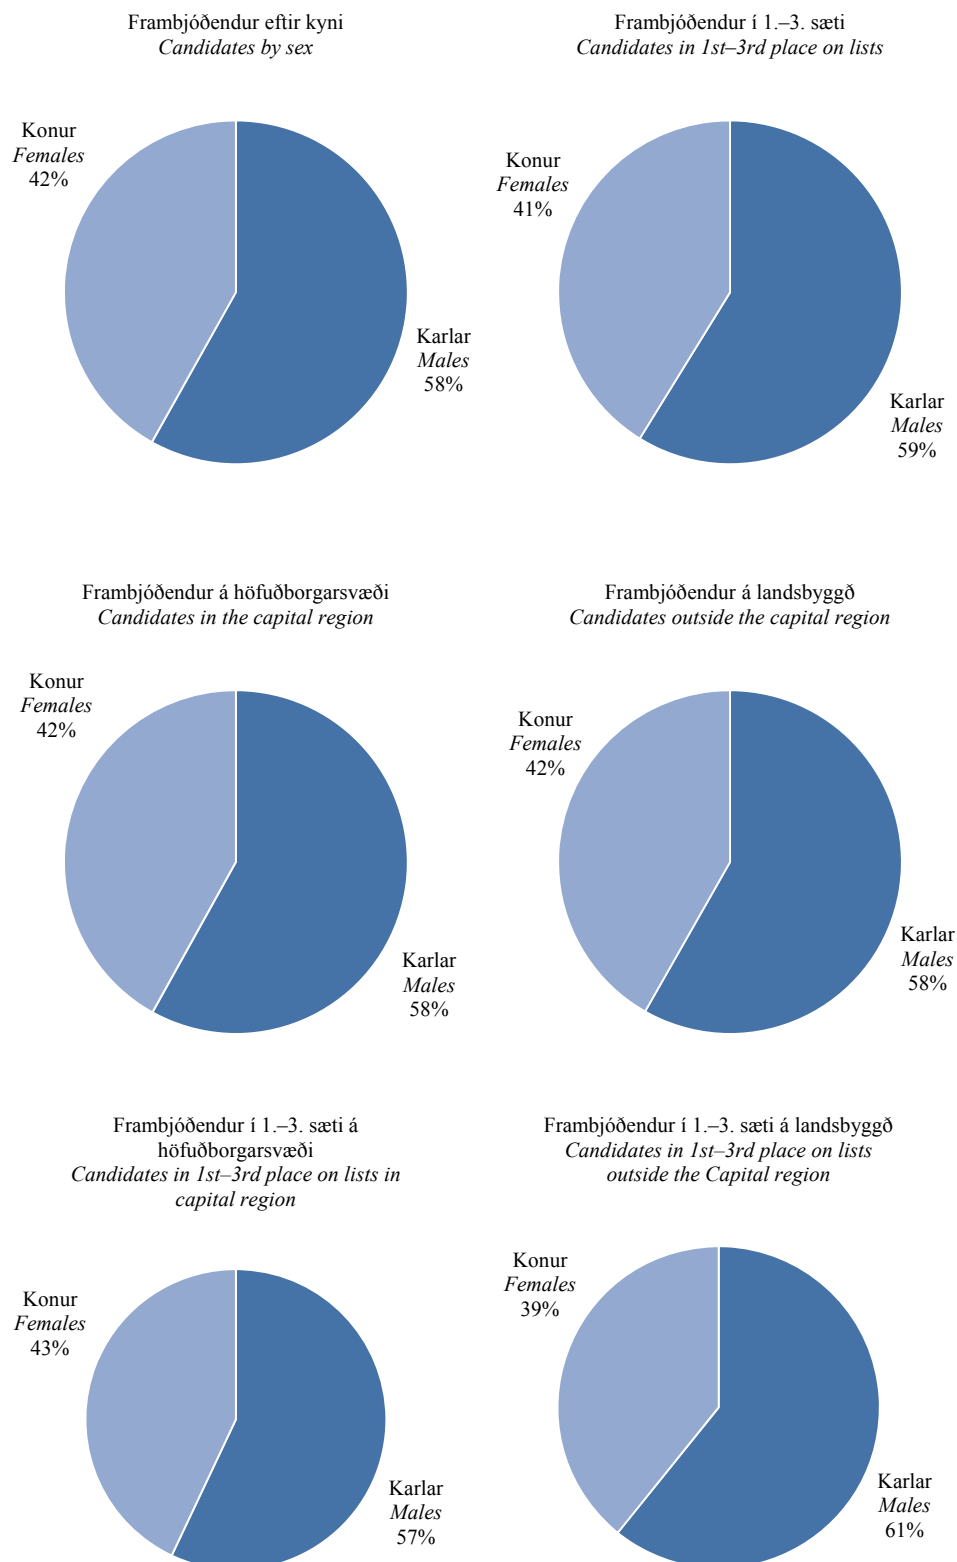 Frambjóðendur eftir kyni
Candidates by sex
Konur
Females
42%
Karlar
Males
58%
Frambjóðendur í 1.–3. sæti
Candidates in 1st–3rd place on lists
Konur
Females
41%
Karlar
Males
59%
Frambjóðendur á höfuðborgarsvæði
Candidates in the capital region
Konur
Females
42%
Karlar
Males
58%
Frambjóðendur á landsbyggð
Candidates outside the capital region
Konur
Females
42%
Karlar
Males
58%
Frambjóðendur í 1.–3. sæti á
höfuðborgarsvæði
Candidates in 1st–3rd place on lists in
capital region
Konur
Females
43%
Karlar
Males
57%
Frambjóðendur í 1.–3. sæti á landsbyggð
Candidates in 1st–3rd place on lists
outside the Capital region
Konur
Females
39%
Karlar
Males
61%